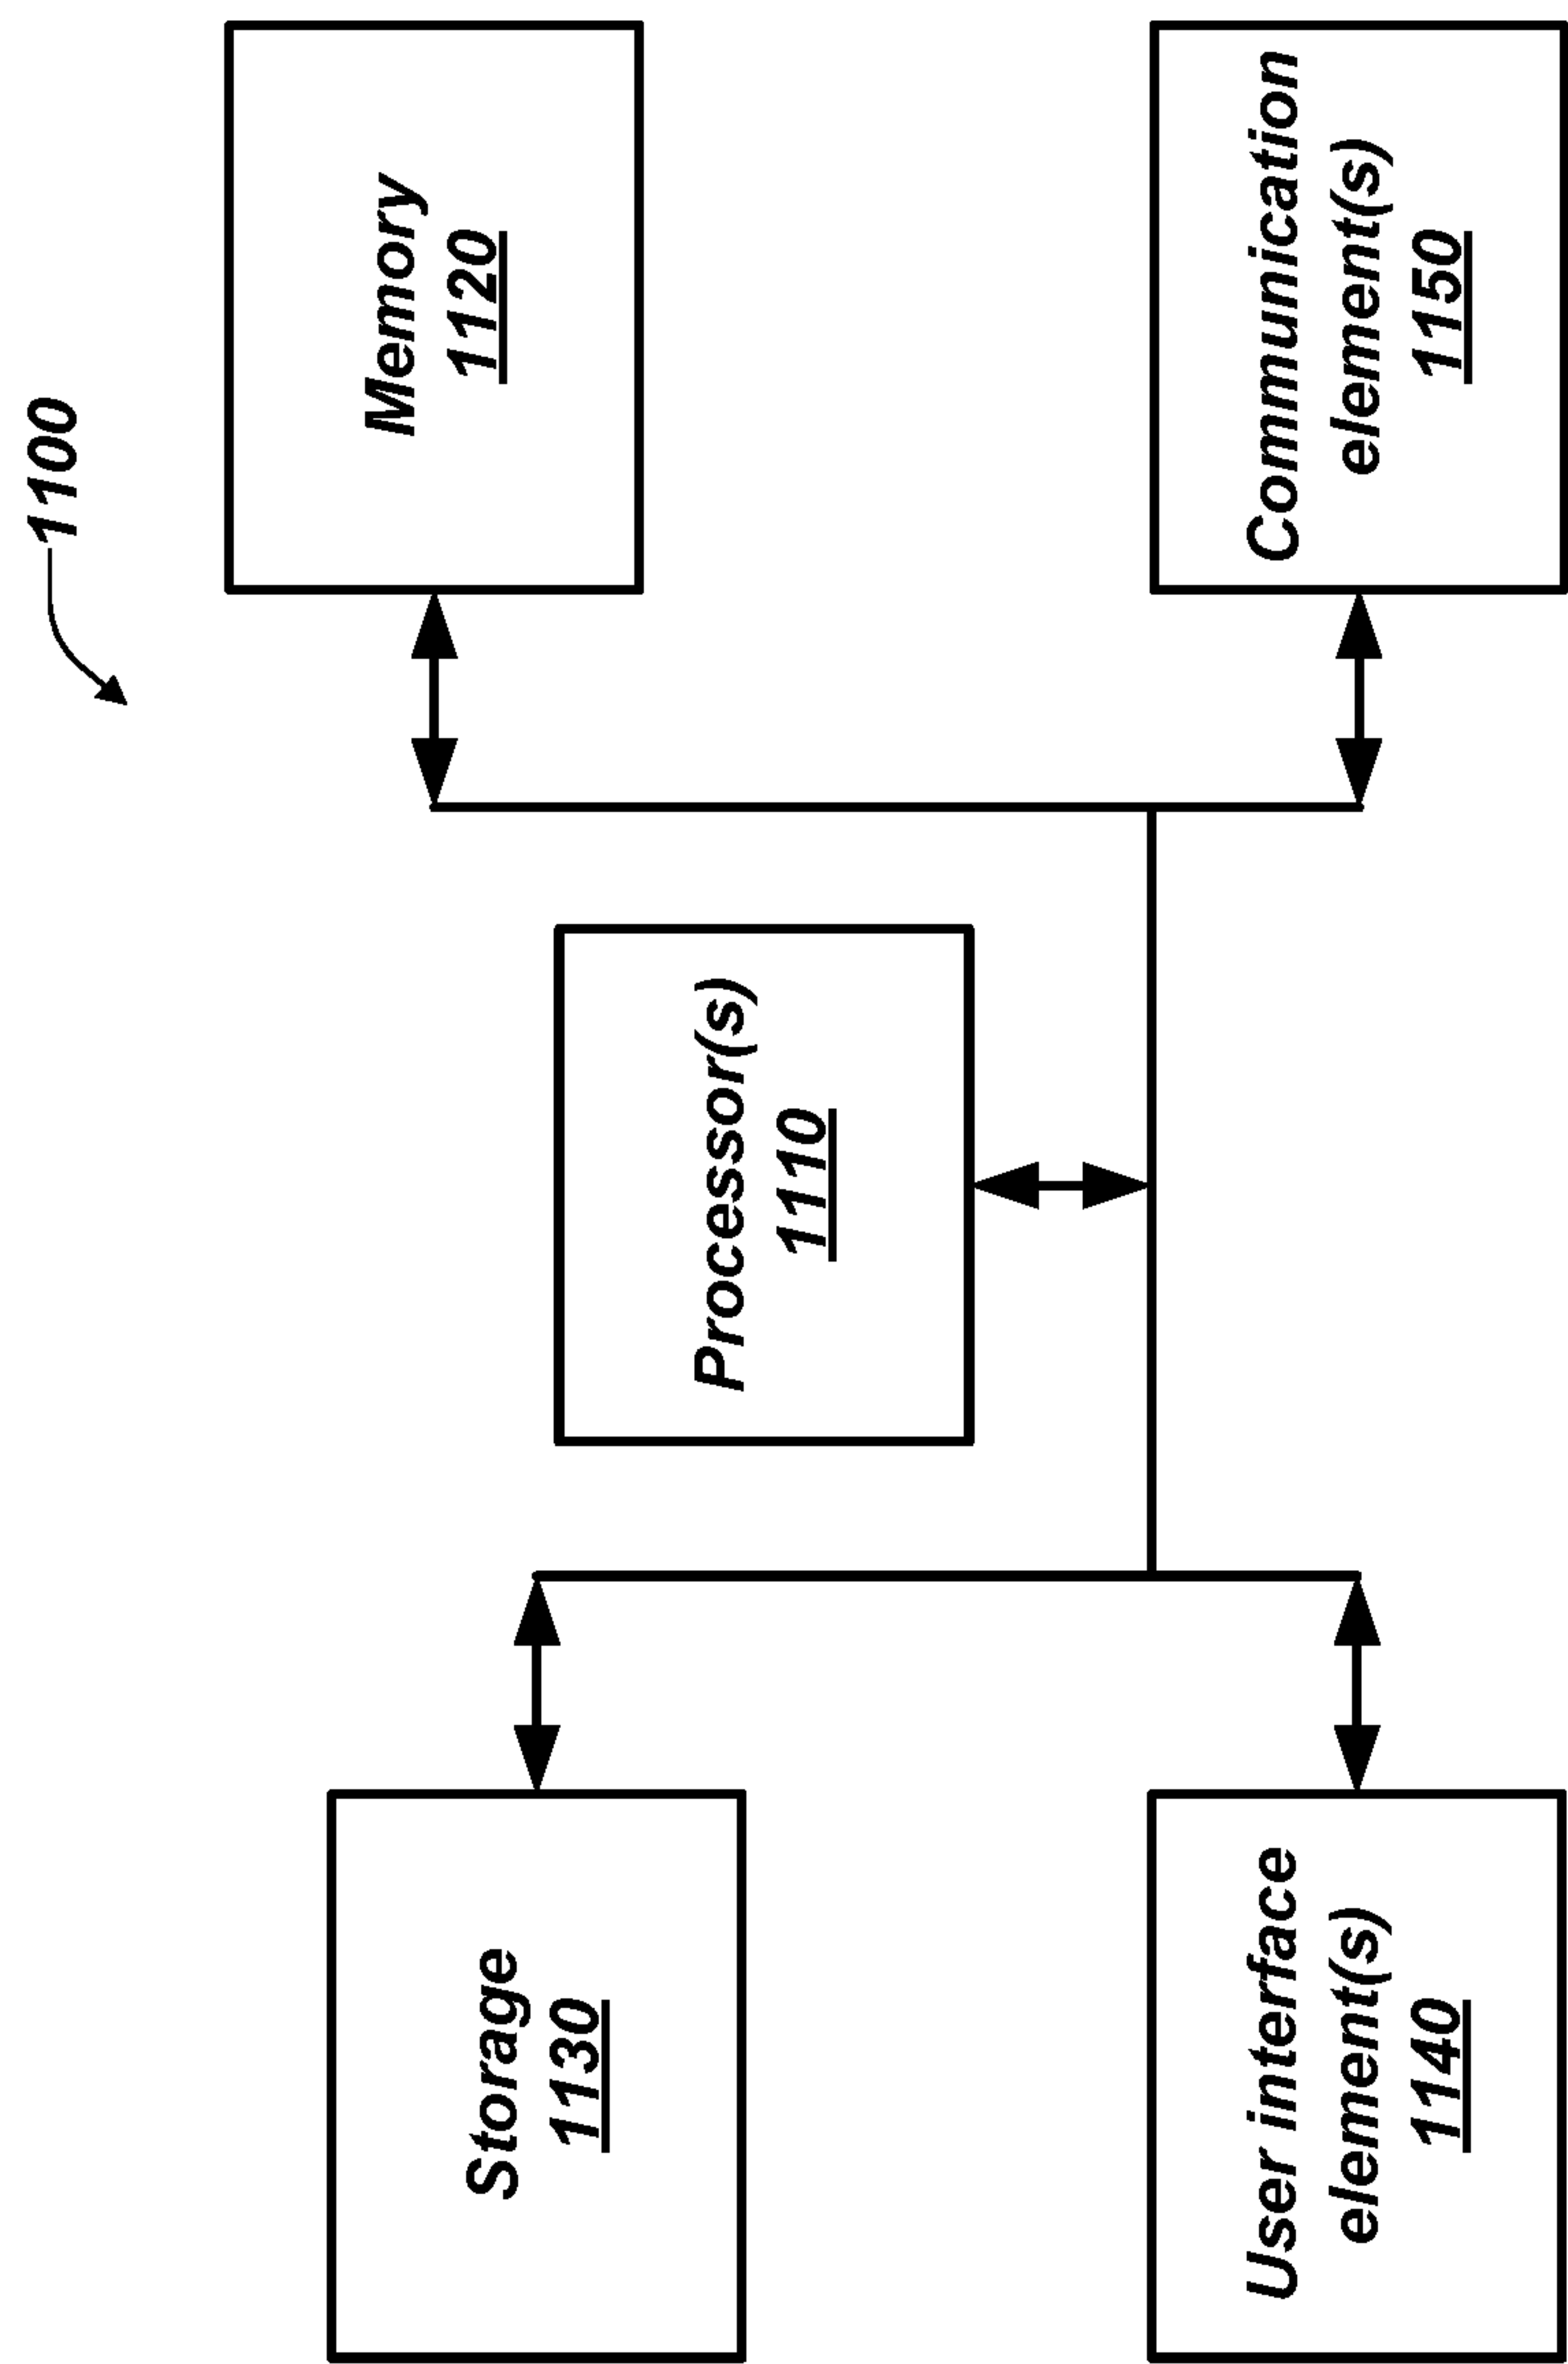 1100
Storage
1130
Processor(s)
1110
Memory
1120
User interface
element(s)
1140
Communication
element(s)
1150